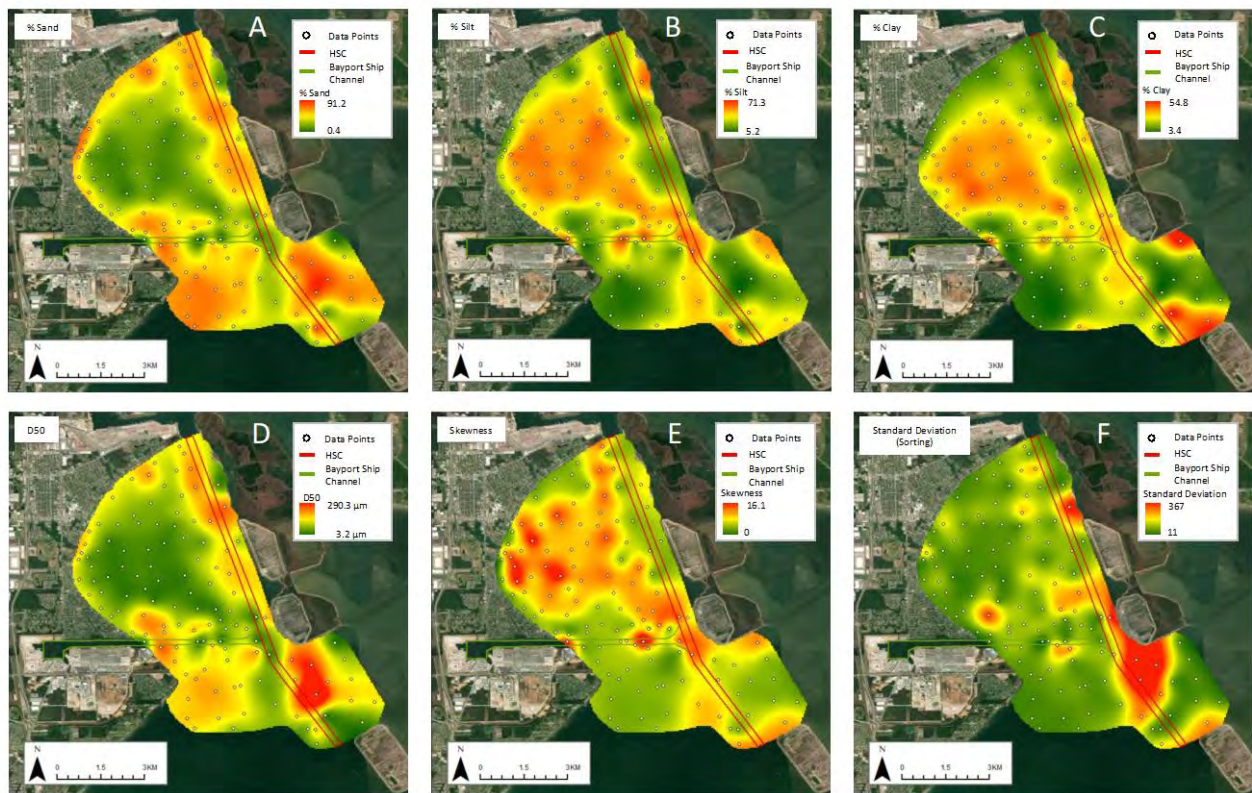 % Sand
A
Data Points
HSC
Bayport Ship
Channel
% Sand
91.2
0.4
N
0 1.5 3KM
% Silt
B
Data Points
HSC
Bayport Ship
Channel
% Silt
71.3
5.2
N
0 1.5 3KM
% Clay
C
Data Points
HSC
Bayport Ship
Channel
% Clay
54.8
3.4
N
0 1.5 3KM
D50
D
Data Points
HSC
Bayport Ship
Channel
D50
290.3 µm
3.2 µm
N
0 1.5 3KM
Skewness
E
Data Points
HSC
Bayport Ship
Channel
Skewness
16.1
0
N
0 1.5 3KM
Standard Deviation
(Sorting)
F
Data Points
HSC
Bayport Ship
Channel
Standard Deviation
367
11
N
0 1.5 3KM